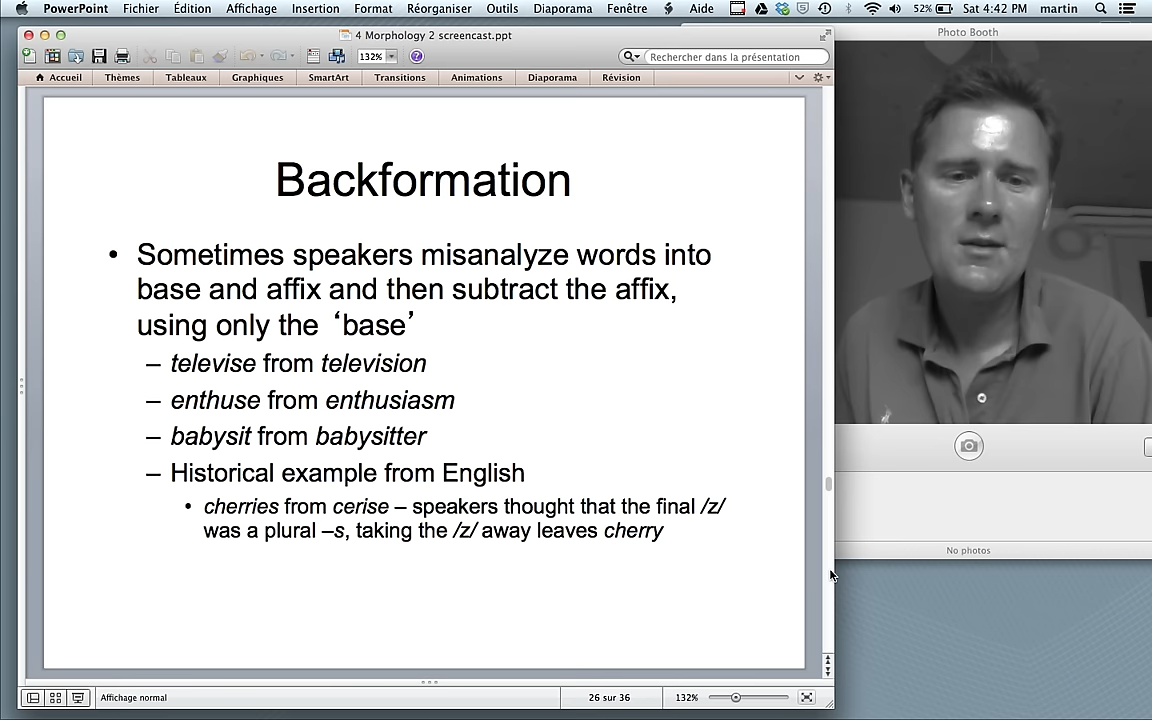 PowerPoint Fichier Édition Affichage Insertion Format Réorganiser Outils Diaporama Fenêtre Aide 52% Sat 4:42 PM martin
4 Morphology 2 screencast.ppt
Photo Booth
132% Rechercher dans la présentation
Accueil Thèmes Tableaux Graphiques SmartArt Transitions Animations Diaporama Révision
Backformation
• Sometimes speakers misanalyze words into
base and affix and then subtract the affix,
using only the ‘base’
– televise from television
– enthuse from enthusiasm
– babysit from babysitter
– Historical example from English
• cherries from cerise – speakers thought that the final /z/
was a plural –s, taking the /z/ away leaves cherry
No photos
Affichage normal 26 sur 36 132%